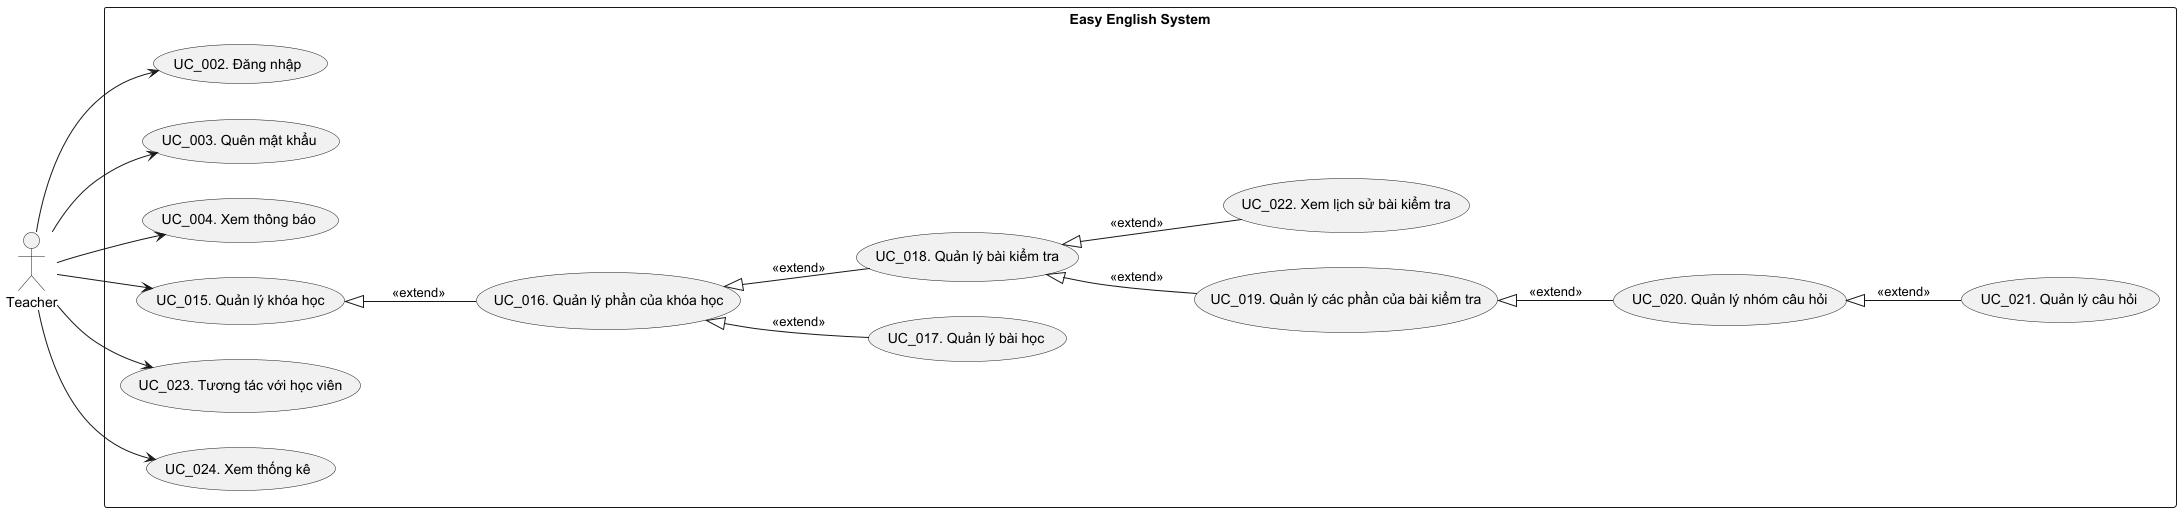 Easy English System
UC_002. Đăng nhập
UC_003. Quên mật khẩu
UC_004. Xem thông báo
Teacher
UC_015. Quản lý khóa học
«extend»
UC_016. Quản lý phần của khóa học
«extend»
UC_018. Quản lý bài kiểm tra
«extend»
UC_022. Xem lịch sử bài kiểm tra
«extend»
UC_019. Quản lý các phần của bài kiểm tra
«extend»
UC_020. Quản lý nhóm câu hỏi
«extend»
UC_021. Quản lý câu hỏi
«extend»
UC_017. Quản lý bài học
UC_023. Tương tác với học viên
UC_024. Xem thống kê